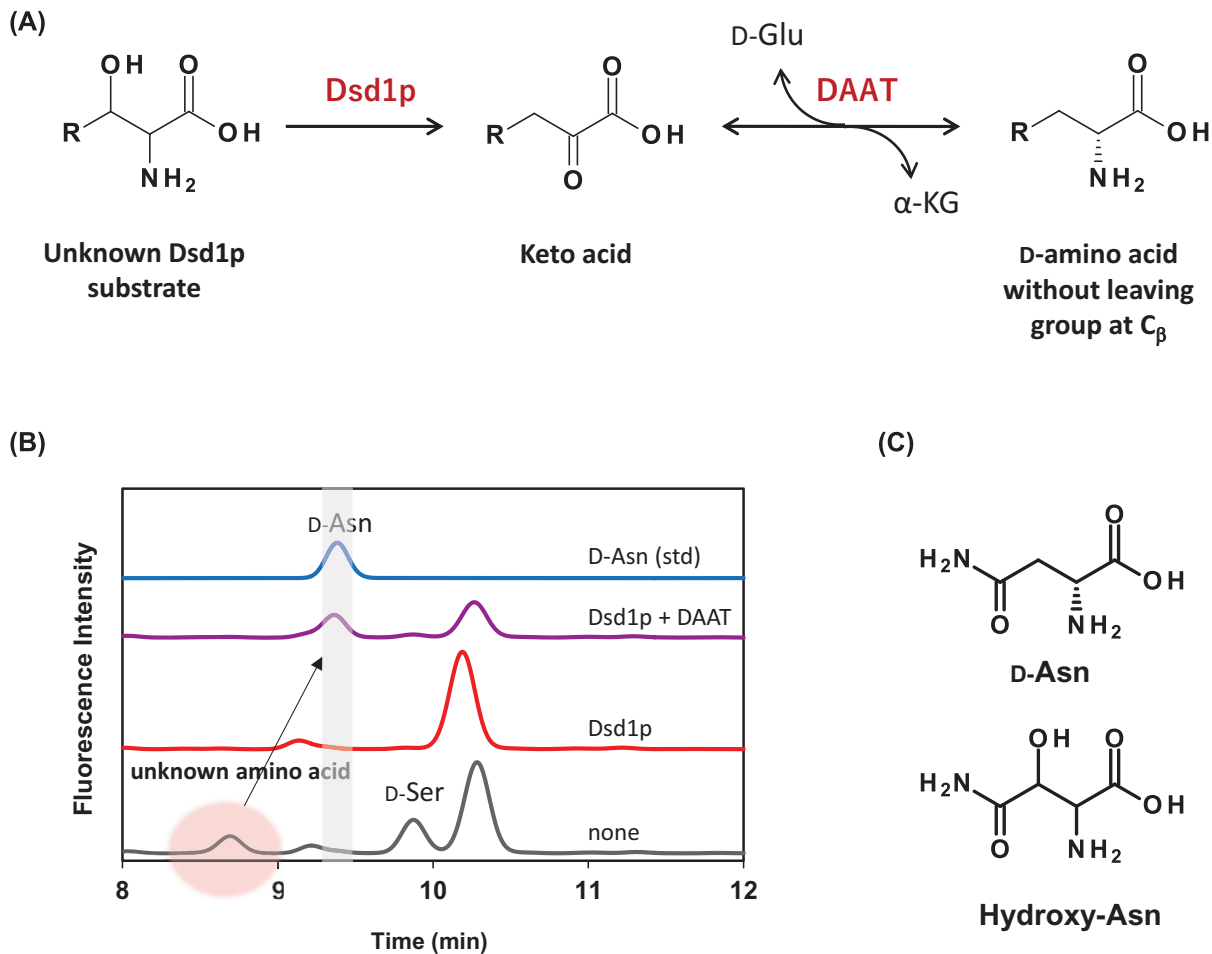 (A)
OH O
R OH
NH2
Dsd1p
O
R OH
O
D-Glu
DAAT
α-KG
O
R OH
NH2
Unknown Dsd1p
substrate
Keto acid
D-amino acid
without leaving
group at Cβ
(B)
Fluorescence Intensity
D-Asn
D-Asn (std)
Dsd1p + DAAT
Dsd1p
unknown amino acid
D-Ser
none
8 9 10 11 12
Time (min)
(C)
O
H2N OH
O NH2
D-Asn
OH O
H2N OH
O NH2
Hydroxy-Asn